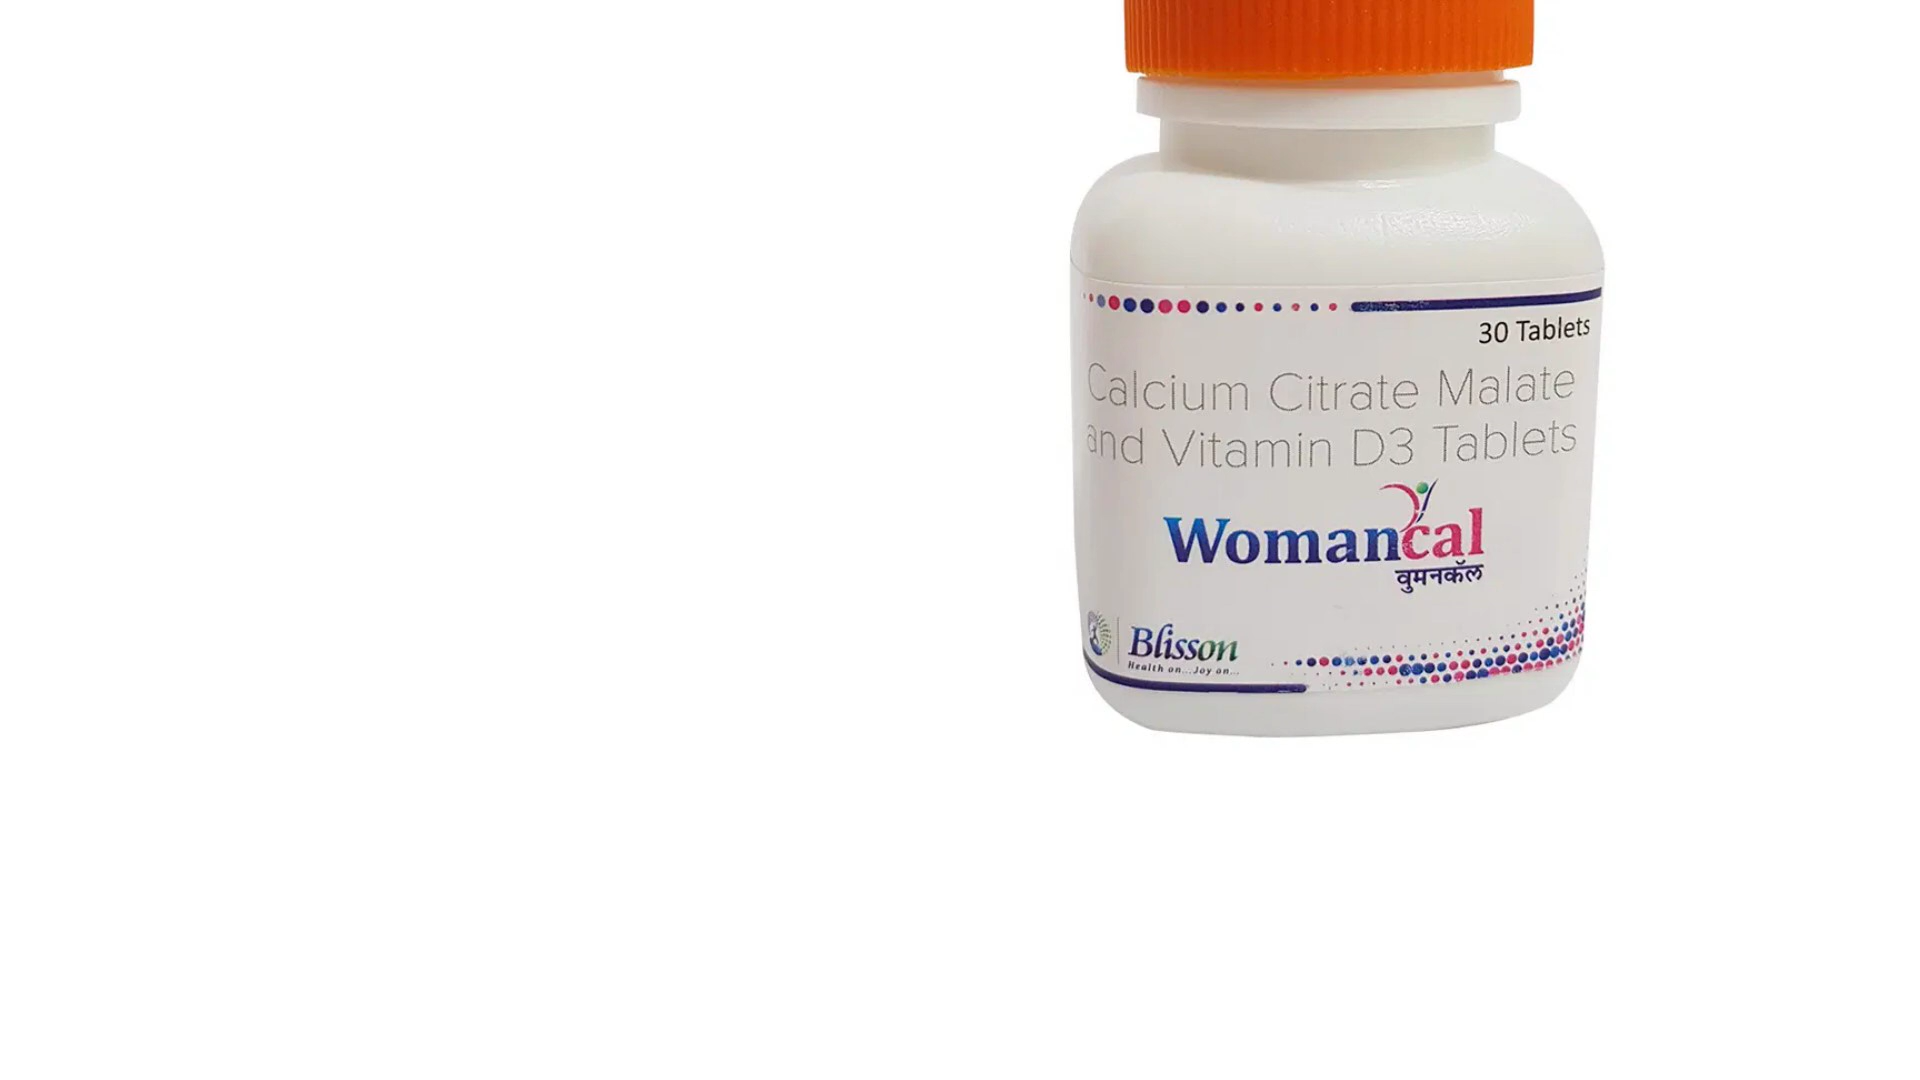 30 Tablets
Calcium Citrate Malate
and Vitamin D3 Tablets
Womancal
वुमनकॅल
Blisson
Health on...Joy on...